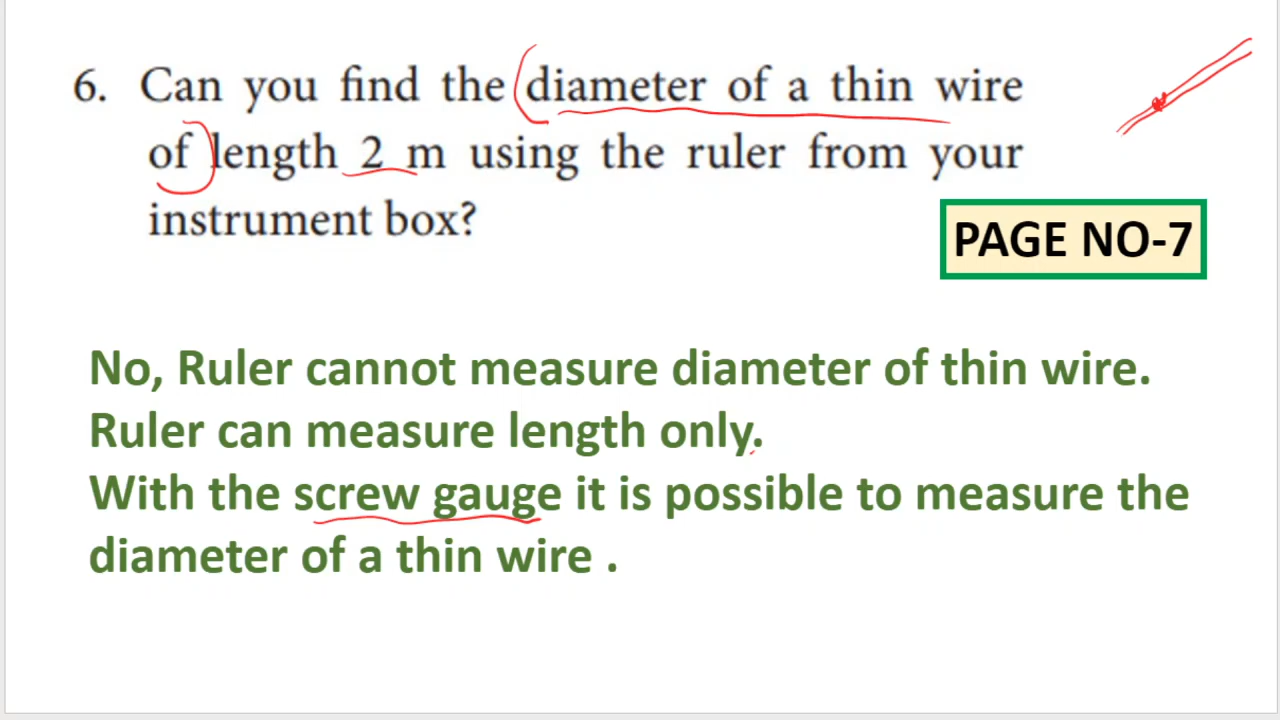 6. Can you find the diameter of a thin wire
of length 2 m using the ruler from your
instrument box?
PAGE NO-7
No, Ruler cannot measure diameter of thin wire.
Ruler can measure length only.
With the screw gauge it is possible to measure the
diameter of a thin wire .